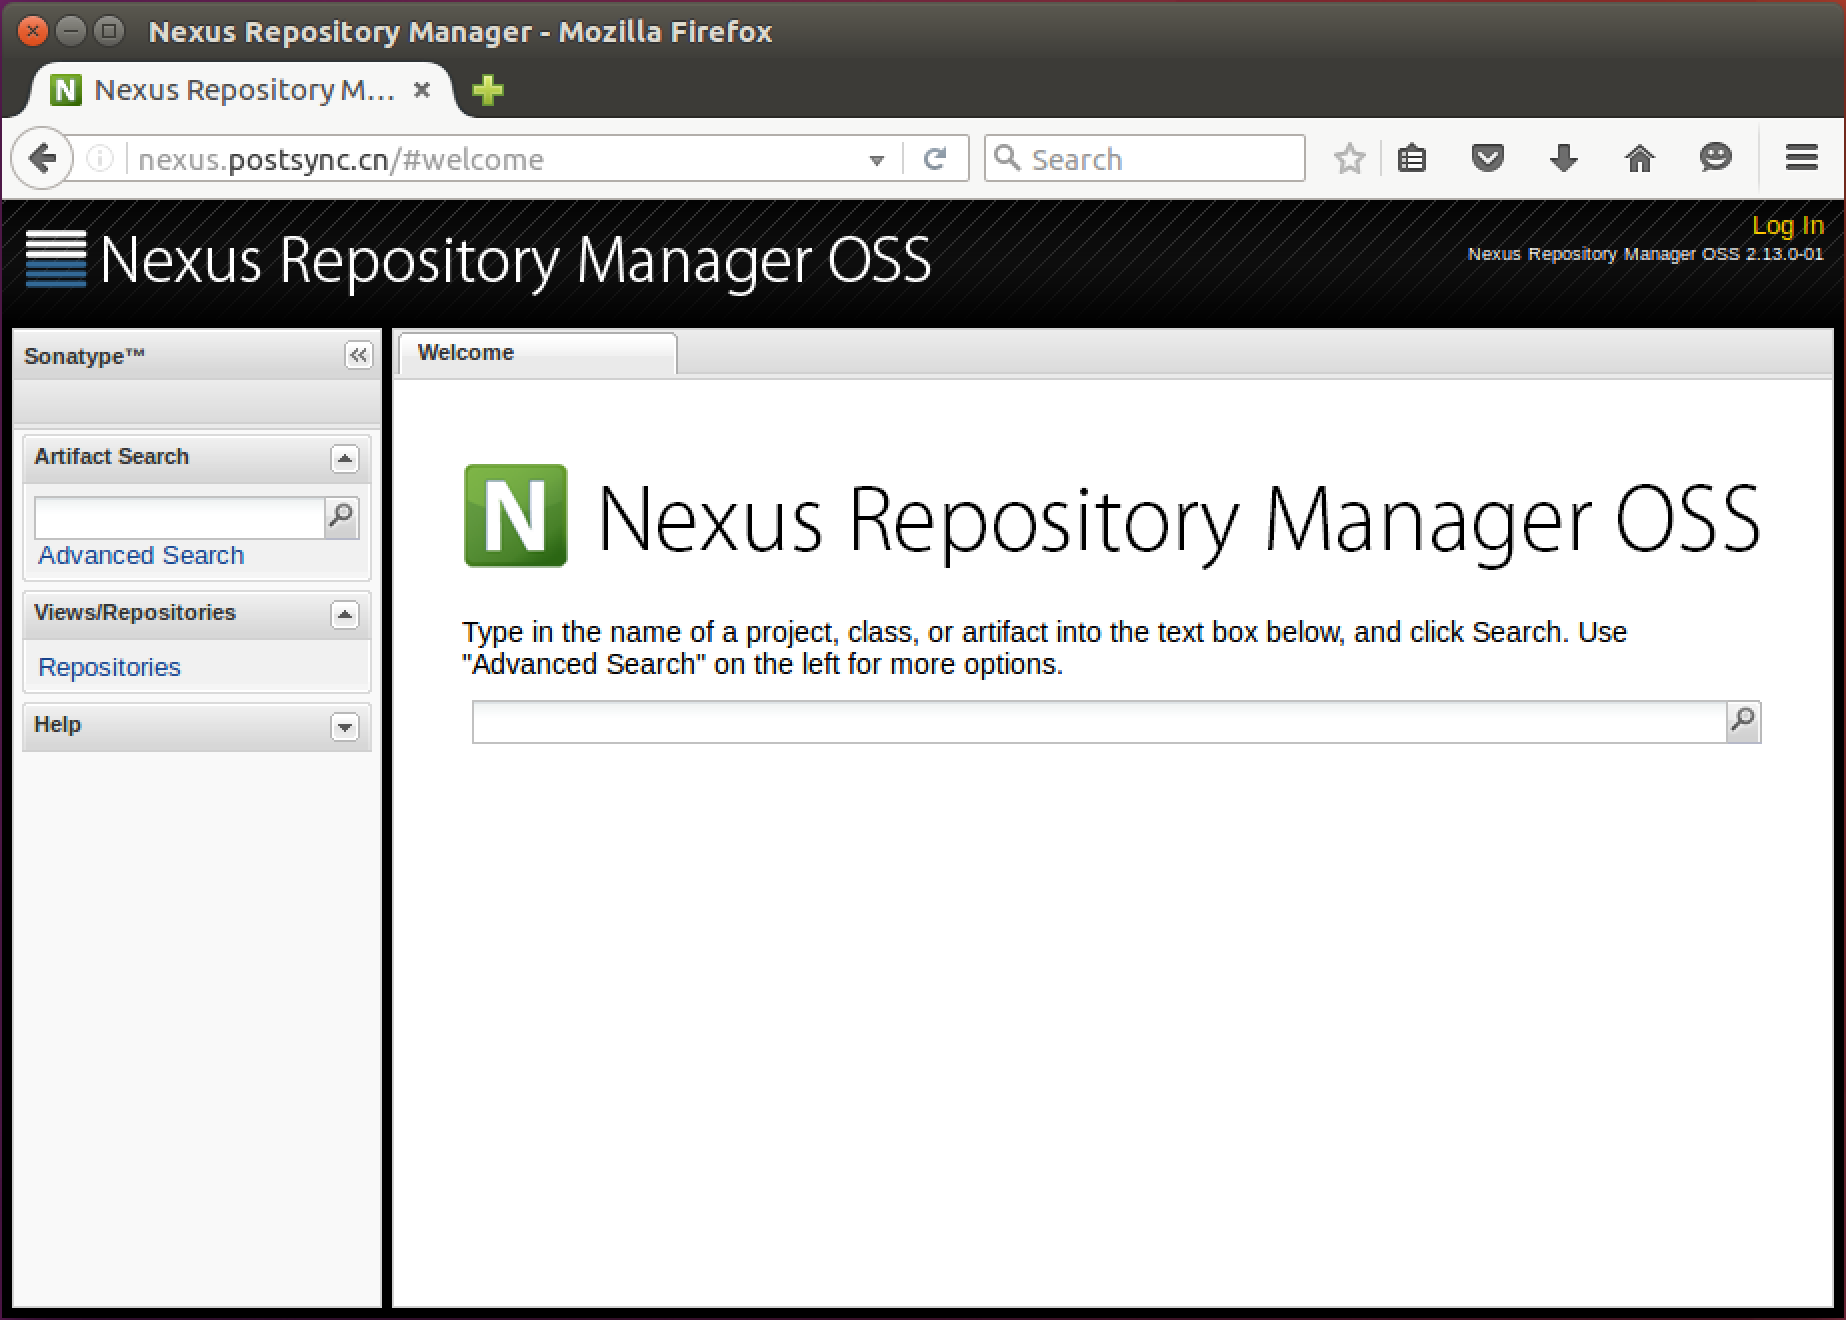 Nexus Repository Manager - Mozilla Firefox
Nexus Repository M...
nexus.postsync.cn/#welcome
Search
Nexus Repository Manager OSS
Log In
Nexus Repository Manager OSS 2.13.0-01
Sonatype™
Welcome
Artifact Search
Advanced Search
Views/Repositories
Repositories
Help
N Nexus Repository Manager OSS
Type in the name of a project, class, or artifact into the text box below, and click Search. Use
"Advanced Search" on the left for more options.